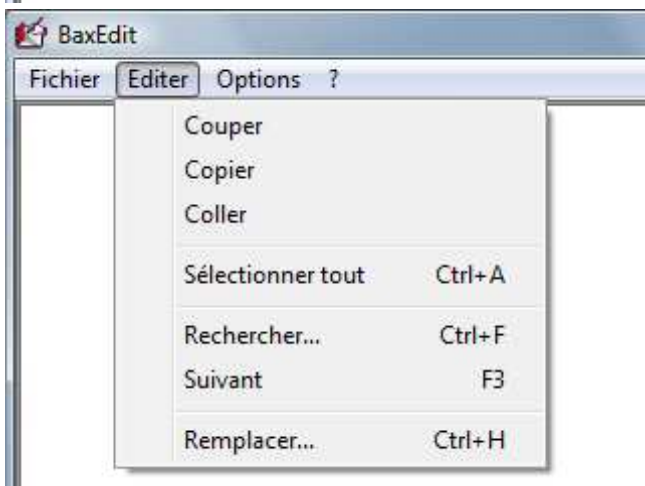 BaxEdit
Fichier Editer Options ?
Couper
Copier
Coller
Sélectionner tout Ctrl+A
Rechercher... Ctrl+F
Suivant F3
Remplacer... Ctrl+H